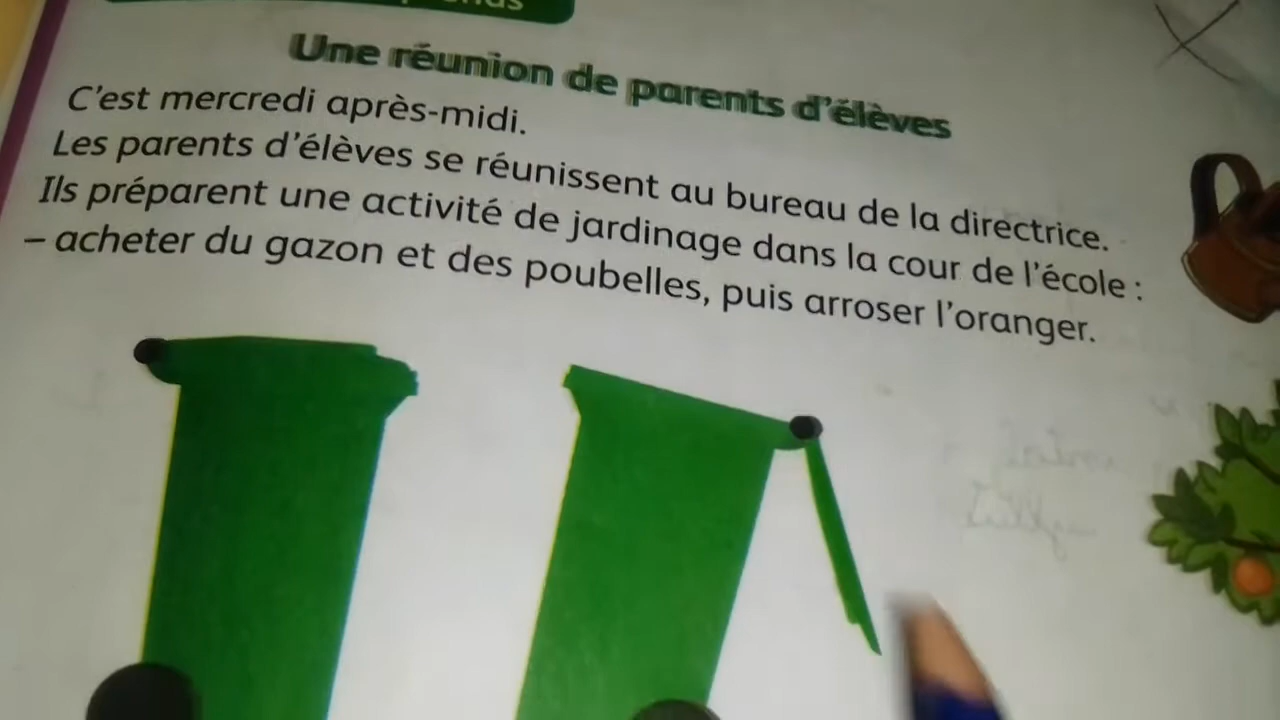 Une réunion de parents d'élèves
C'est mercredi après-midi.
Les parents d'élèves se réunissent au bureau de la directrice.
Ils préparent une activité de jardinage dans la cour de l'école :
– acheter du gazon et des poubelles, puis arroser l'oranger.